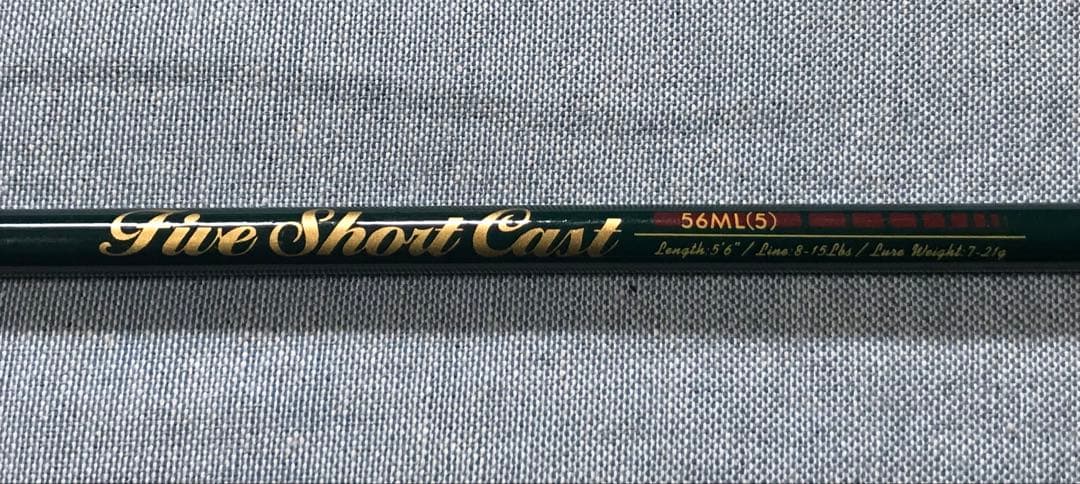 Five Short Cast
56ML(5)
Length:5'6" / Line:8-15Lbs / Lure Weight:7-21g